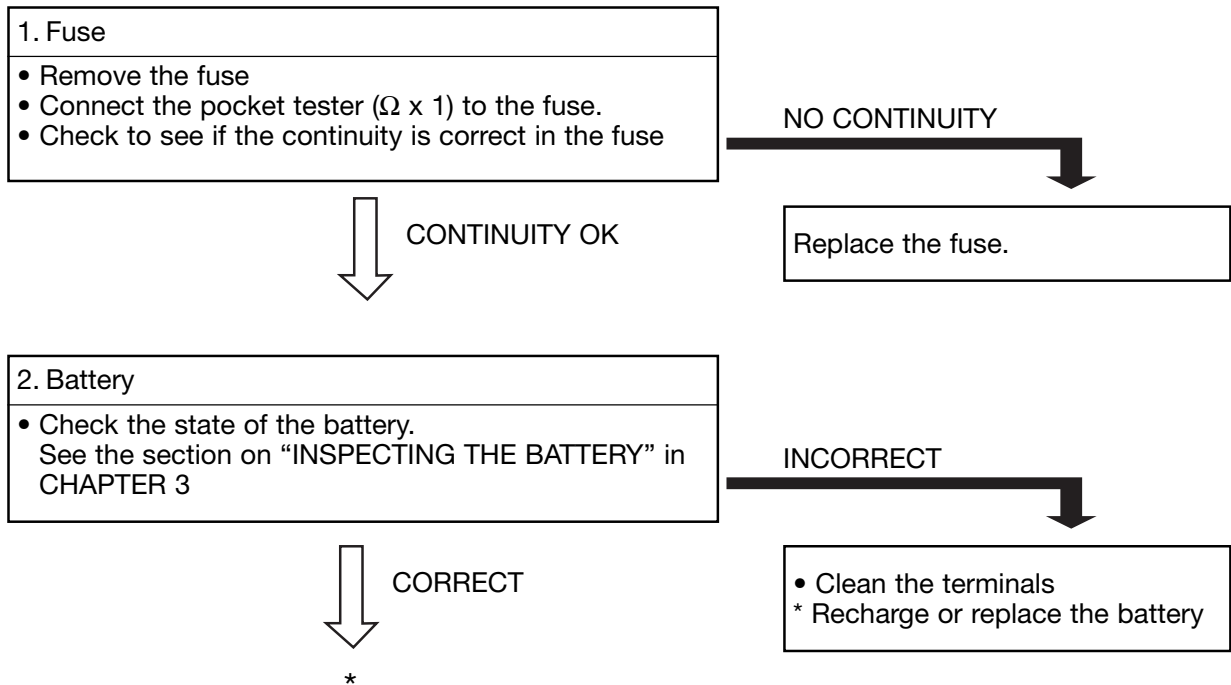 1. Fuse
• Remove the fuse
• Connect the pocket tester (Ω x 1) to the fuse.
• Check to see if the continuity is correct in the fuse
NO CONTINUITY
Replace the fuse.
CONTINUITY OK
2. Battery
• Check the state of the battery.
See the section on “INSPECTING THE BATTERY” in
CHAPTER 3
INCORRECT
• Clean the terminals
* Recharge or replace the battery
CORRECT
*